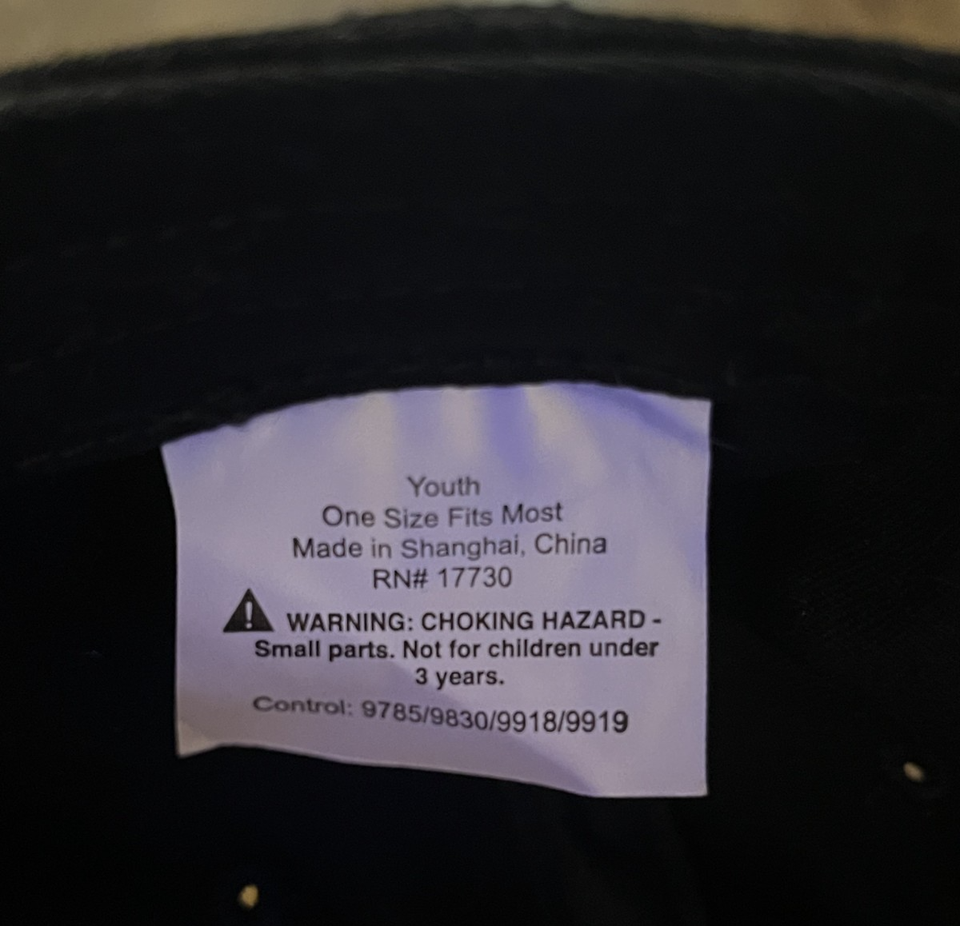 Youth
One Size Fits Most
Made in Shanghai, China
RN# 17730
WARNING: CHOKING HAZARD -
Small parts. Not for children under
3 years.
Control: 9785/9830/9918/9919